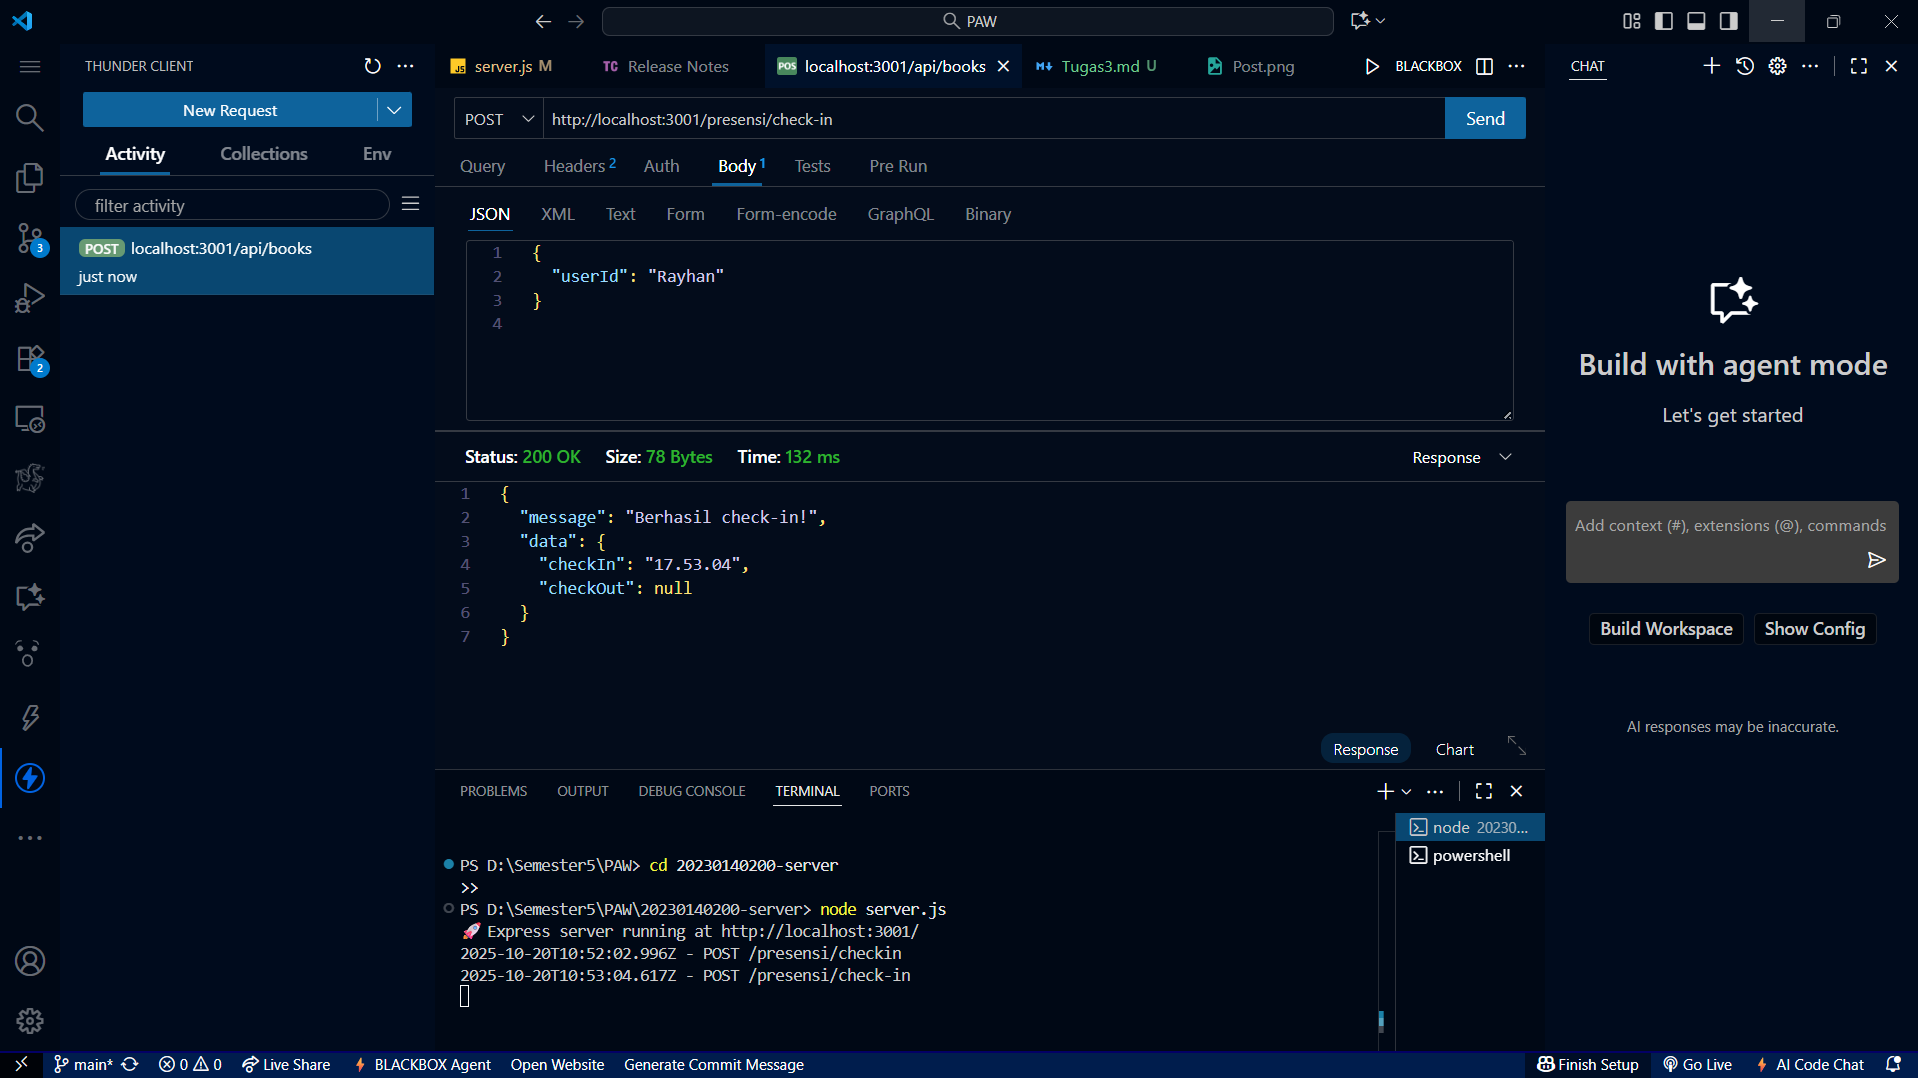 PAW
THUNDER CLIENT
New Request
Activity Collections Env
filter activity
POST localhost:3001/api/books
just now
3
2
JS server.js M
TC Release Notes
POS localhost:3001/api/books
Tugas3.md U
Post.png
BLACKBOX
POST http://localhost:3001/presensi/check-in Send
Query Headers 2 Auth Body 1 Tests Pre Run
JSON XML Text Form Form-encode GraphQL Binary
1 {
2 "userId": "Rayhan"
3 }
4
Status: 200 OK Size: 78 Bytes Time: 132 ms Response
1 {
2 "message": "Berhasil check-in!",
3 "data": {
4 "checkIn": "17.53.04",
5 "checkOut": null
6 }
7 }
Response Chart
PROBLEMS OUTPUT DEBUG CONSOLE TERMINAL PORTS
PS D:\Semester5\PAW> cd 20230140200-server
>>
PS D:\Semester5\PAW\20230140200-server> node server.js
🚀 Express server running at http://localhost:3001/
2025-10-20T10:52:02.996Z - POST /presensi/checkin
2025-10-20T10:53:04.617Z - POST /presensi/check-in
node 20230...
powershell
CHAT
Build with agent mode
Let's get started
Add context (#), extensions (@), commands
Build Workspace Show Config
AI responses may be inaccurate.
main* 0 0 Live Share BLACKBOX Agent Open Website Generate Commit Message Finish Setup Go Live AI Code Chat